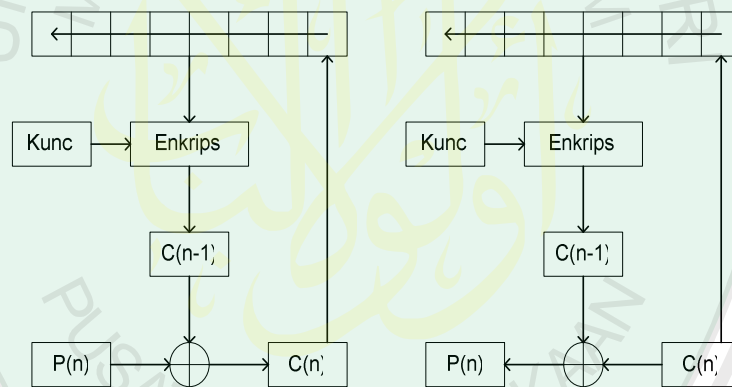 Kunc Enkrips Kunc Enkrips
C(n-1) C(n-1)
P(n) C(n) P(n) C(n)